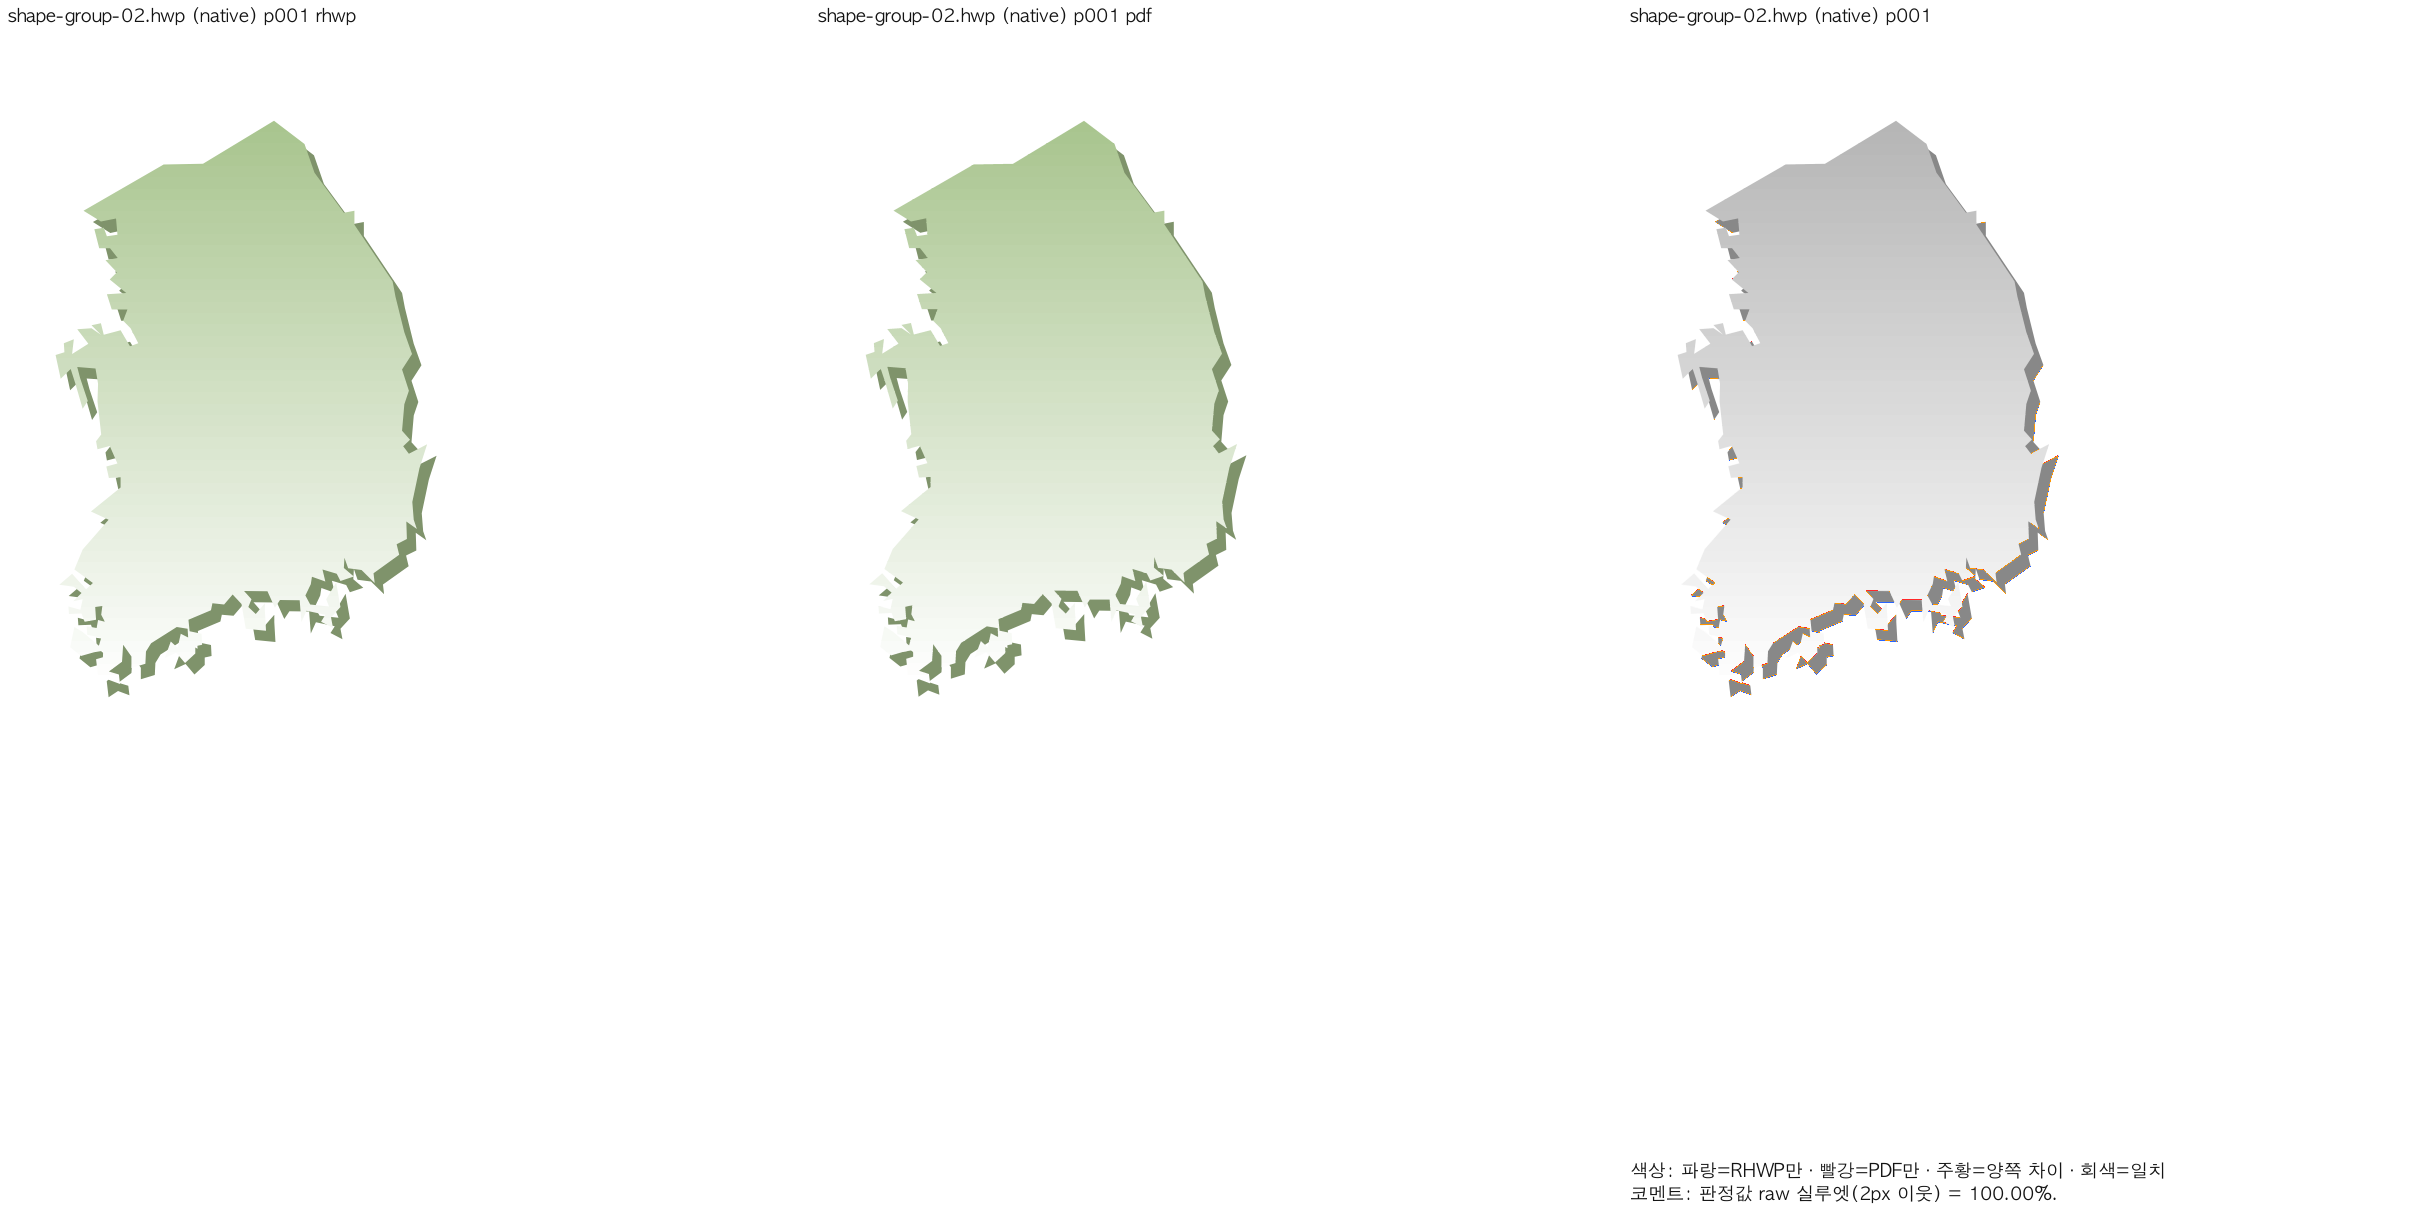 shape-group-02.hwp (native) p001 rhwp
shape-group-02.hwp (native) p001 pdf
shape-group-02.hwp (native) p001
색상: 파랑=RHWP만 · 빨강=PDF만 · 주황=양쪽 차이 · 회색=일치
코멘트: 판정값 raw 실루엣(2px 이웃) = 100.00%.